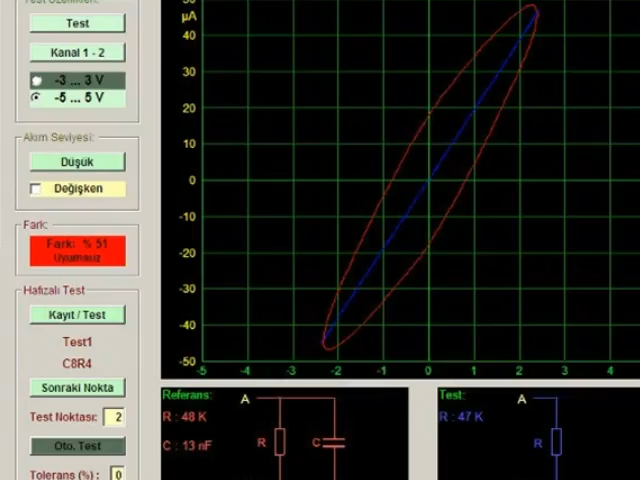 Test Özellikleri:
Test
Kanal 1 - 2
-3 ... 3 V
-5 ... 5 V
Akım Seviyesi:
Düşük
Değişken
Fark:
Fark: % 51
Uyumsuz
Hafızalı Test
Kayıt / Test
Test1
C8R4
Sonraki Nokta
Test Noktası: 2
Oto. Test
Tolerans (%) : 0
50
µA
40
30
20
10
0
-10
-20
-30
-40
-50
-5 -4 -3 -2 -1 0 1 2 3 4
Referans:
A
R : 48 K
C : 13 nF
R
C
Test:
A
R : 47 K
R